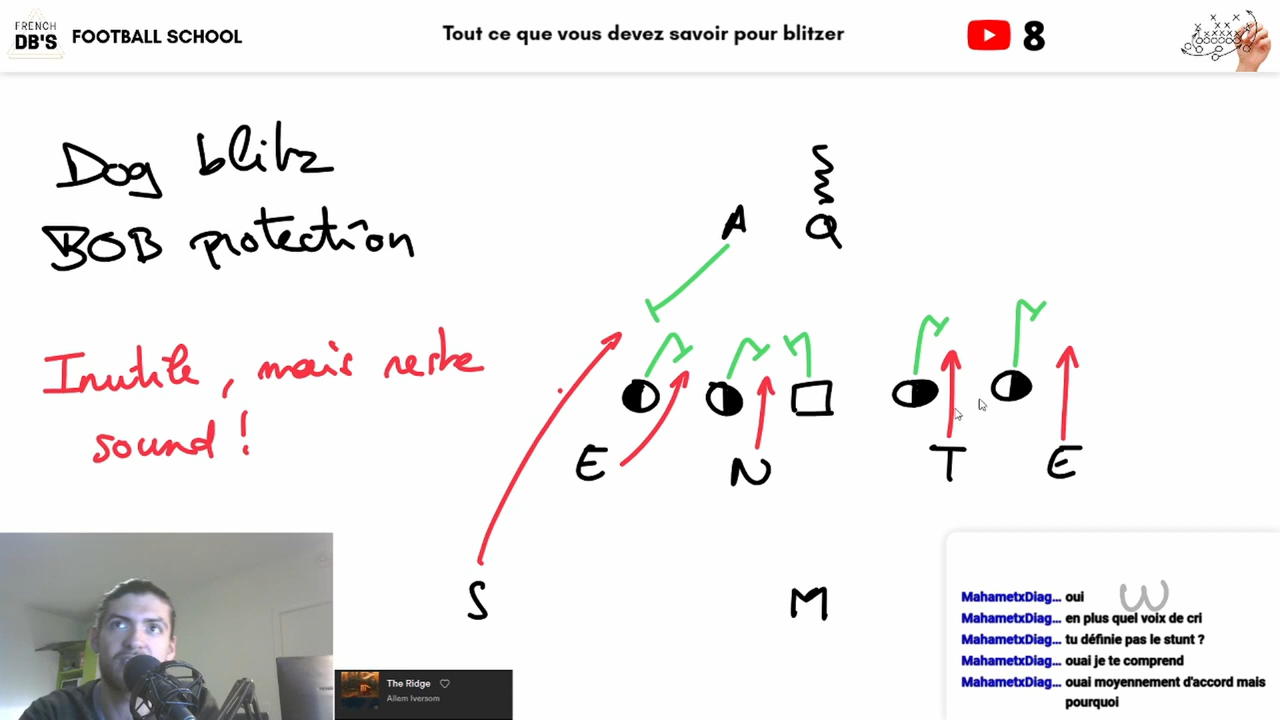 FRENCH
DB'S
FOOTBALL SCHOOL
Tout ce que vous devez savoir pour blitzer
8
Dog blitz
BOB protection
A Q
Inutile, mais reste
sound!
E N T E
S M W
MahametxDiag... oui
MahametxDiag... en plus quel voix de cri
MahametxDiag... tu définie pas le stunt ?
MahametxDiag... ouai je te comprend
MahametxDiag... ouai moyennement d'accord mais
pourquoi
The Ridge
Allem Iversom